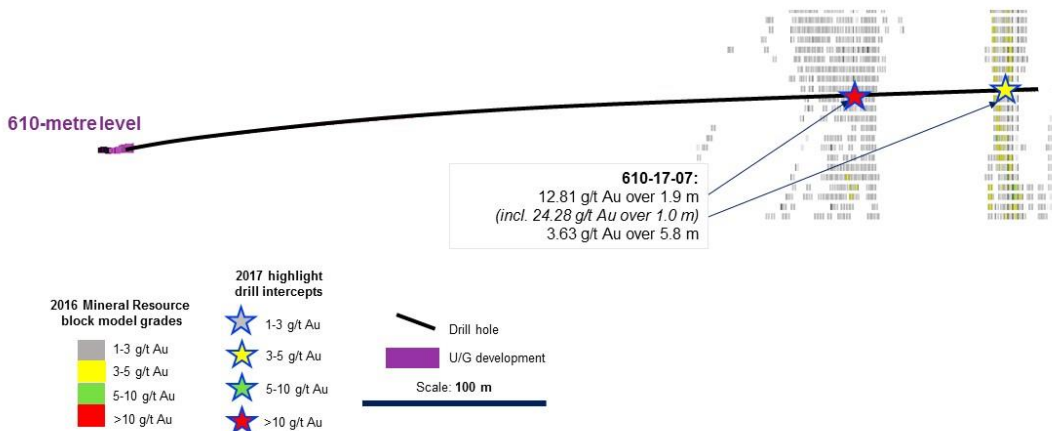 610-metre level
610-17-07:
12.81 g/t Au over 1.9 m
(incl. 24.28 g/t Au over 1.0 m)
3.63 g/t Au over 5.8 m
2016 Mineral Resource
block model grades
1-3 g/t Au
3-5 g/t Au
5-10 g/t Au
>10 g/t Au
2017 highlight
drill intercepts
1-3 g/t Au
3-5 g/t Au
5-10 g/t Au
>10 g/t Au
Drill hole
U/G development
Scale: 100 m